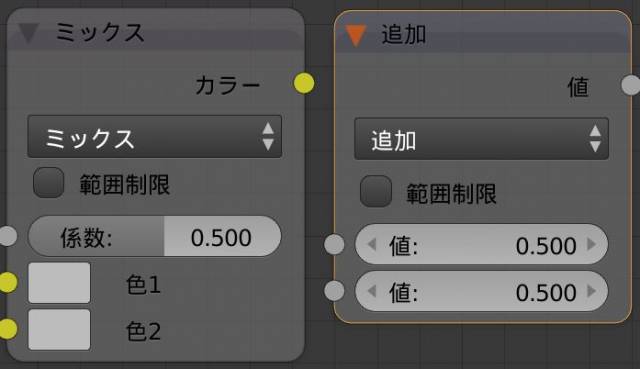 ミックス
カラー
ミックス
範囲制限
係数: 0.500
色1
色2
追加
値
追加
範囲制限
値: 0.500
値: 0.500